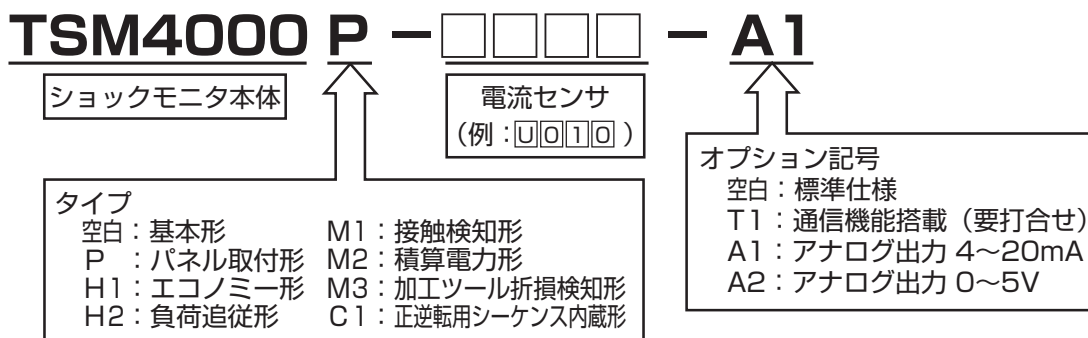 TSM4000 P －□□□□ － A1
ショックモニタ本体
電流センサ
（例：U010）
タイプ
空白：基本形
P：パネル取付形
H1：エコノミー形
H2：負荷追従形
M1：接触検知形
M2：積算電力形
M3：加工ツール折損検知形
C1：正逆転用シーケンス内蔵形
オプション記号
空白：標準仕様
T1：通信機能搭載（要打合せ）
A1：アナログ出力 4〜20mA
A2：アナログ出力 0〜5V